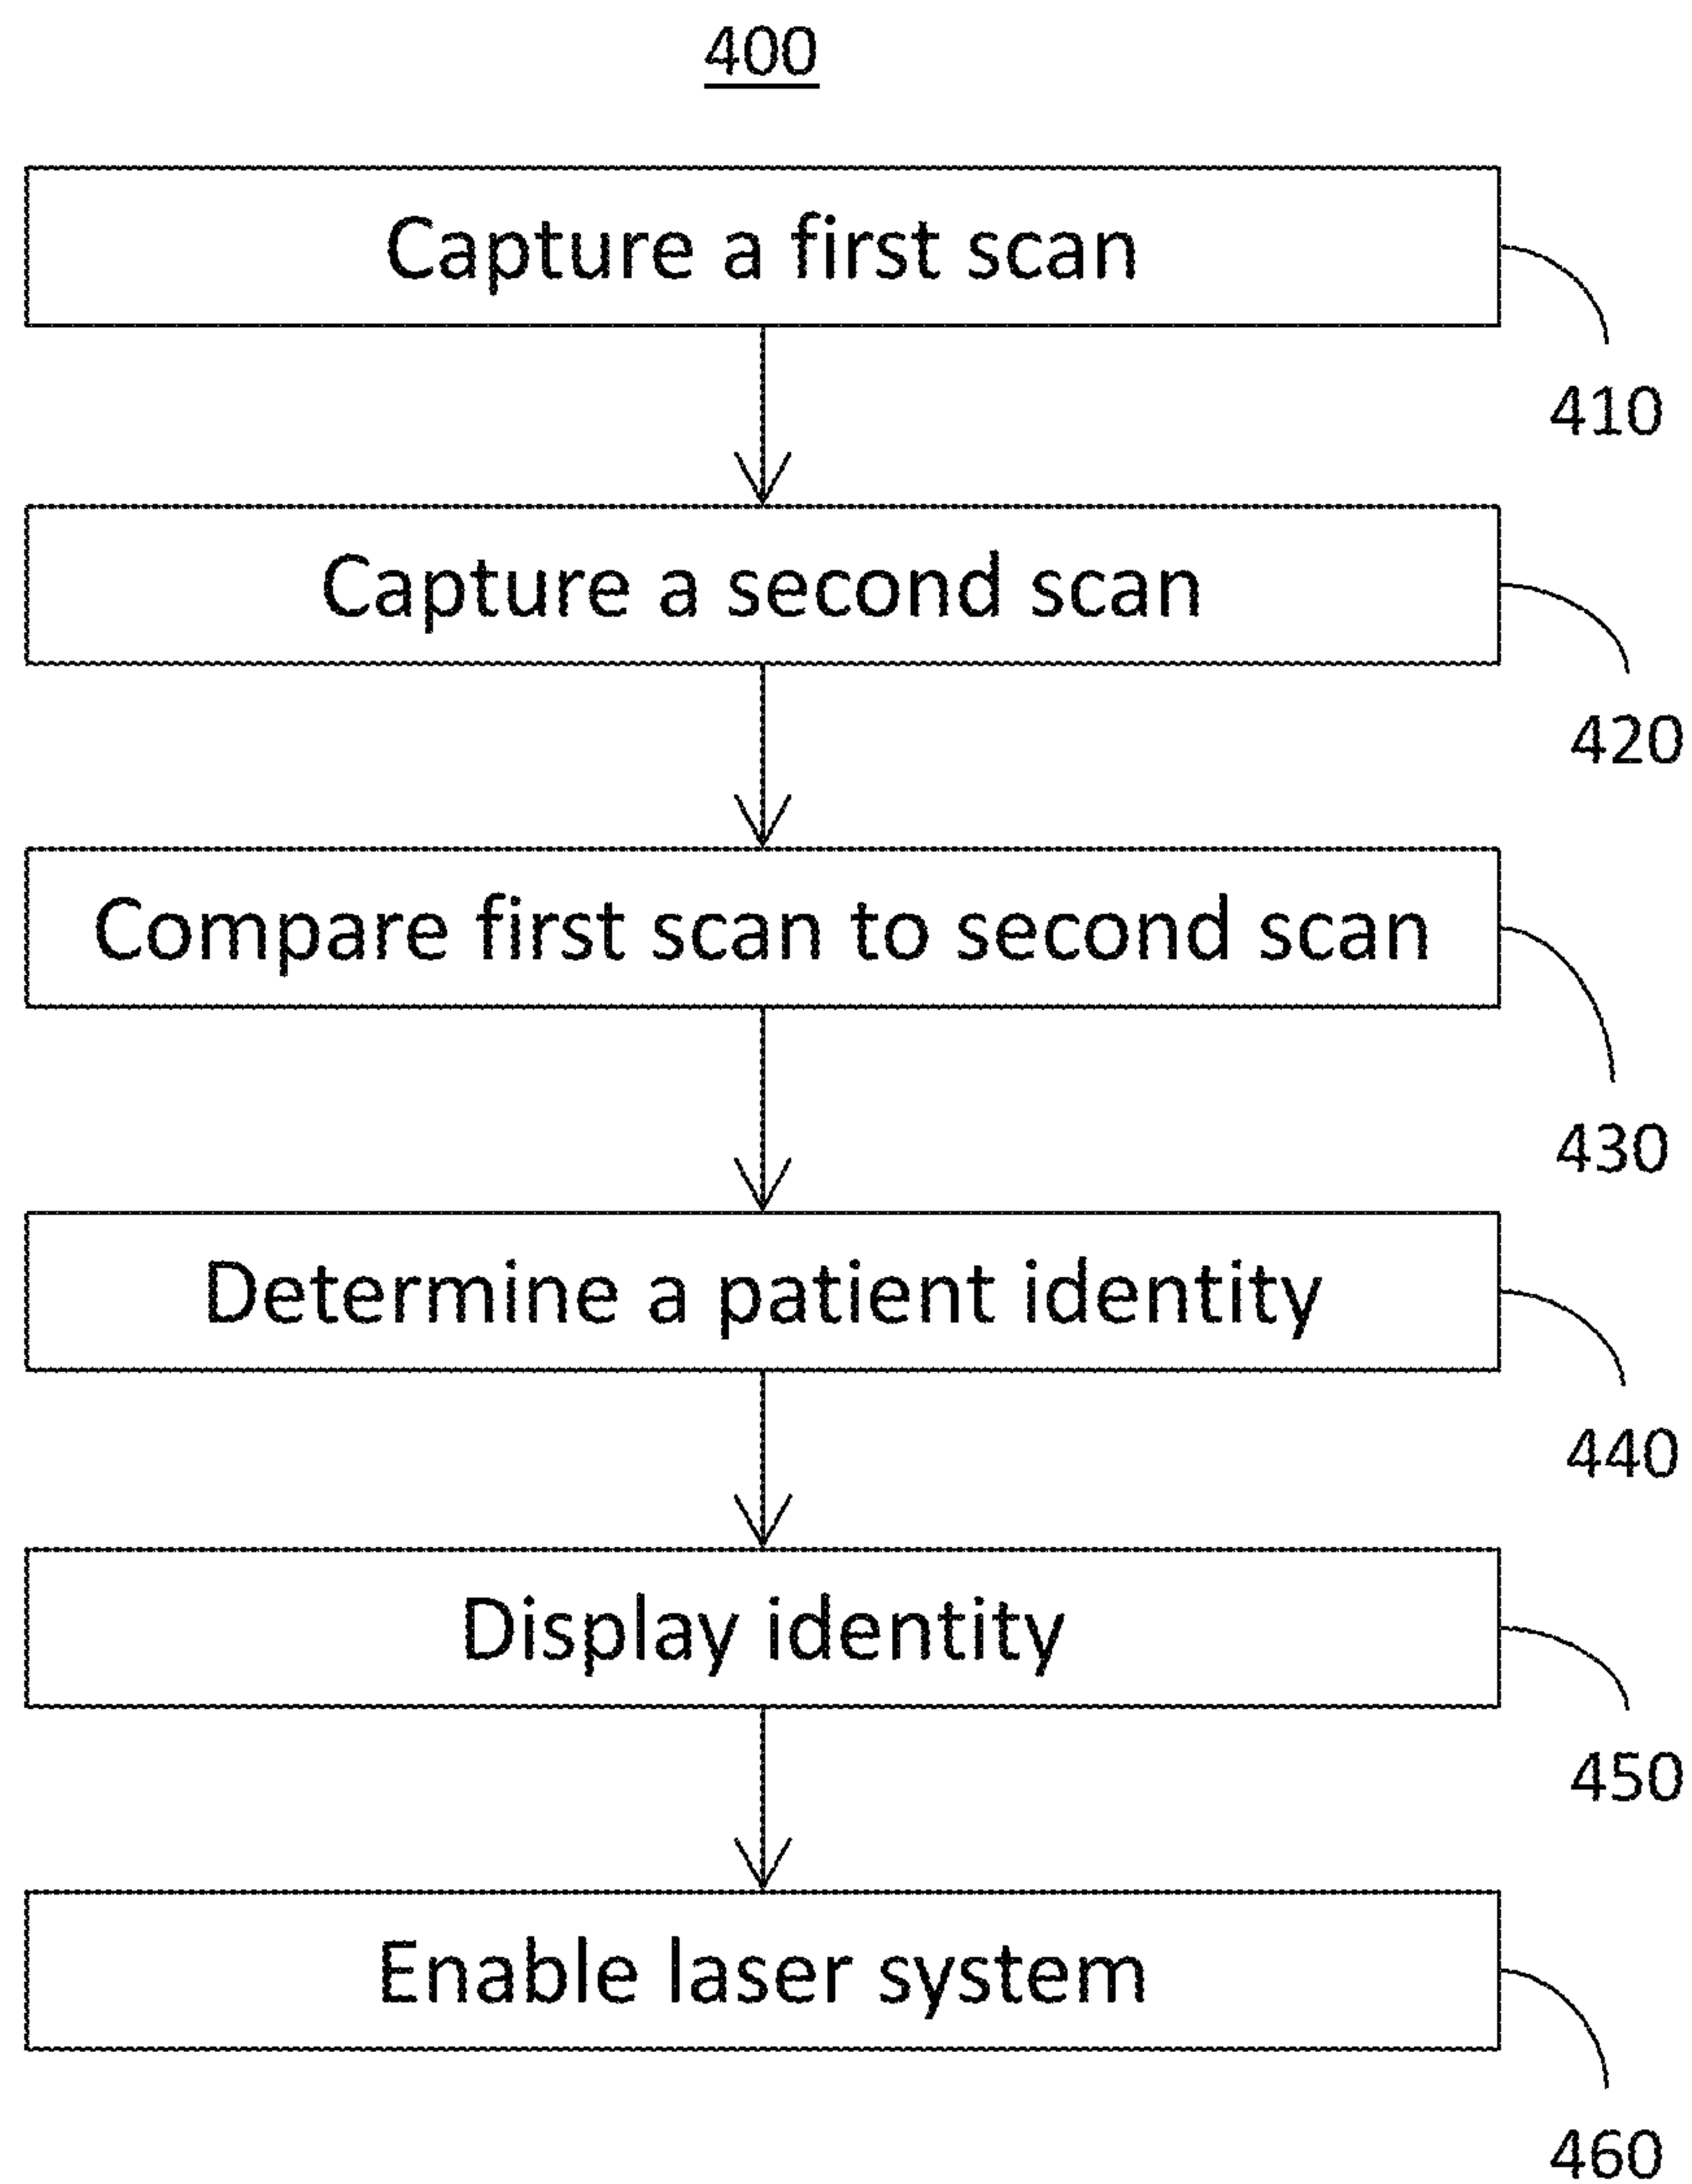 400
Capture a first scan
410
Capture a second scan
420
Compare first scan to second scan
430
Determine a patient identity
440
Display identity
450
Enable laser system
460